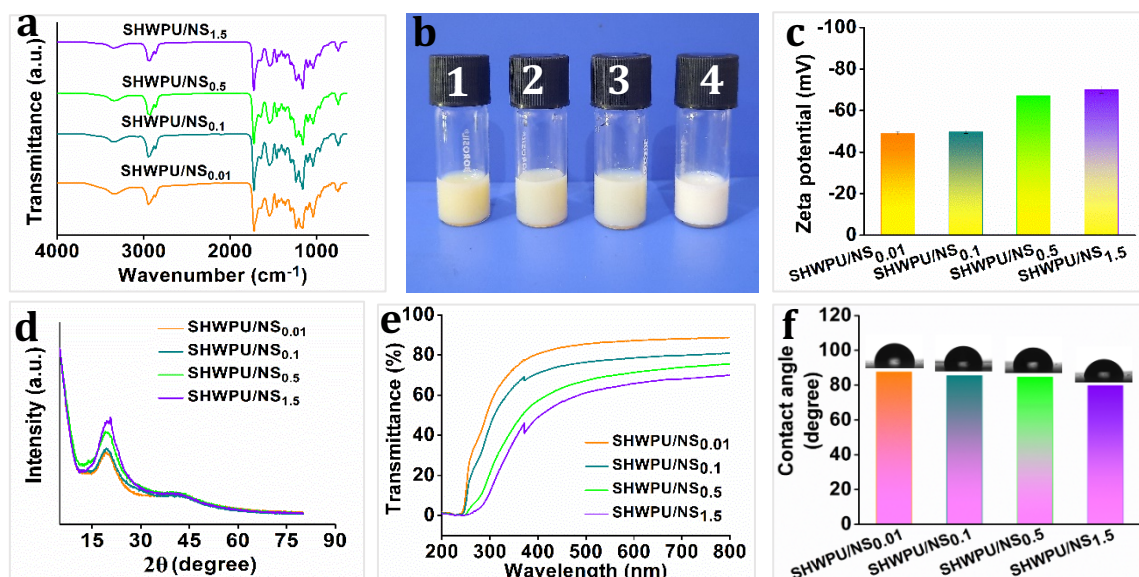 a
SHWPU/NS1.5
SHWPU/NS0.5
SHWPU/NS0.1
SHWPU/NS0.01
Transmittance (a.u.)
4000 3000 2000 1000
Wavenumber (cm-1)
b
1 2 3 4
c
-100
-80
-60
-40
-20
0
Zeta potential (mV)
SHWPU/NS0.01
SHWPU/NS0.1
SHWPU/NS0.5
SHWPU/NS1.5
d
SHWPU/NS0.01
SHWPU/NS0.1
SHWPU/NS0.5
SHWPU/NS1.5
Intensity (a.u.)
15 30 45 60 75 90
2θ (degree)
e
100
80
60
40
20
0
Transmittance (%)
SHWPU/NS0.01
SHWPU/NS0.1
SHWPU/NS0.5
SHWPU/NS1.5
200 300 400 500 600 700 800
Wavelength (nm)
f
120
100
80
60
40
20
0
Contact angle
(degree)
SHWPU/NS0.01
SHWPU/NS0.1
SHWPU/NS0.5
SHWPU/NS1.5